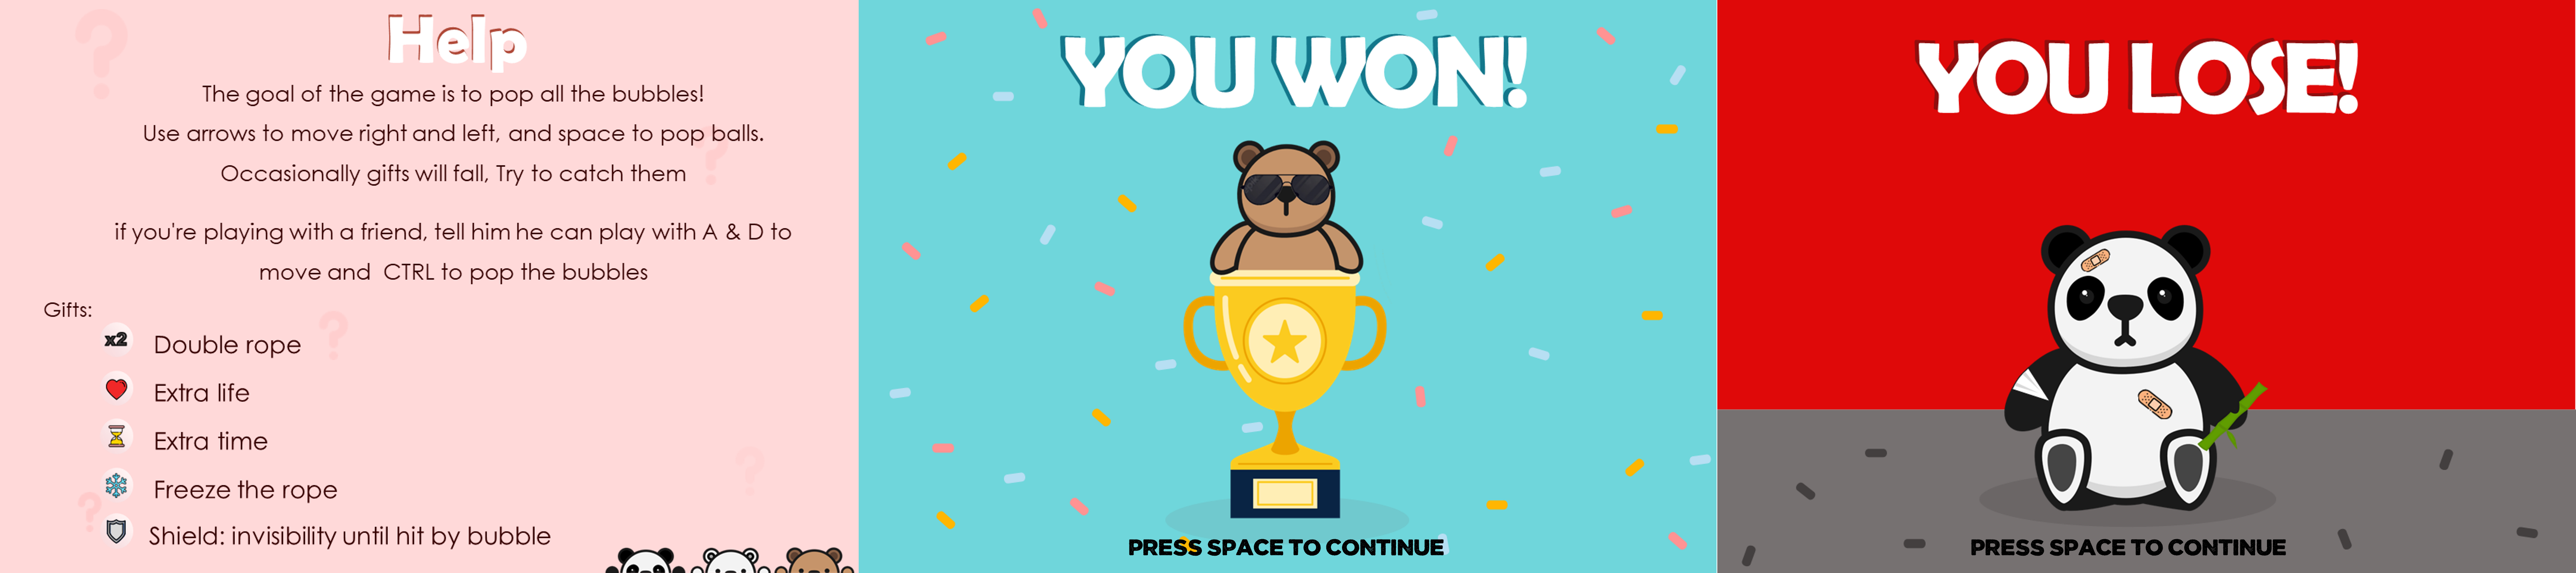 Help
The goal of the game is to pop all the bubbles!
Use arrows to move right and left, and space to pop balls.
Occasionally gifts will fall, Try to catch them
if you're playing with a friend, tell him he can play with A & D to
move and CTRL to pop the bubbles
Gifts:
x2 Double rope
Extra life
Extra time
Freeze the rope
Shield: invisibility until hit by bubble
YOU WON!
PRESS SPACE TO CONTINUE
YOU LOSE!
PRESS SPACE TO CONTINUE